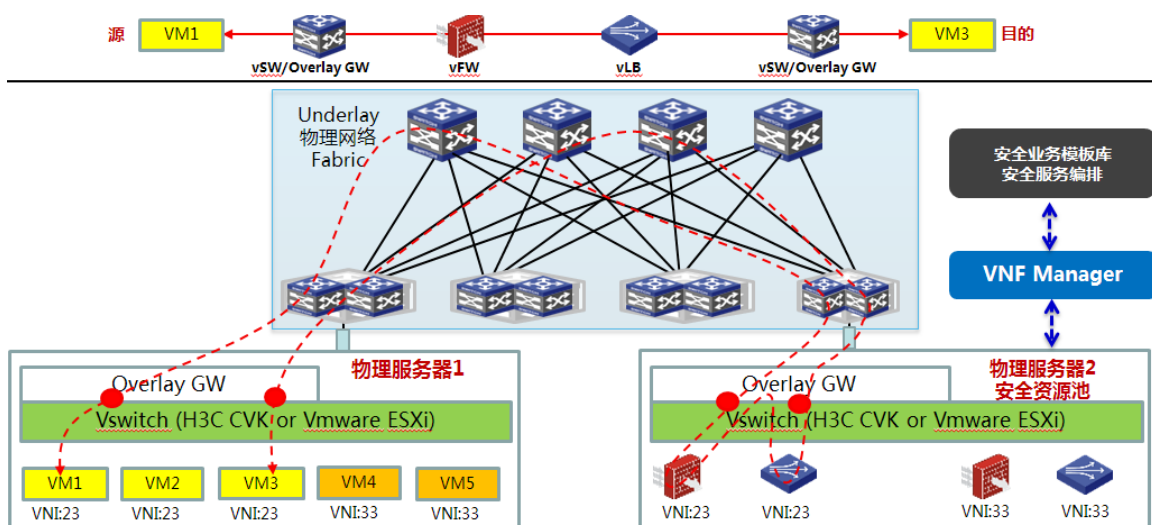 源
VM1
VM3
目的
vSW/Overlay GW
vFW
vLB
vSW/Overlay GW
Underlay
物理网络
Fabric
安全业务模板库
安全服务编排
VNF Manager
物理服务器1
Overlay GW
Vswitch (H3C CVK or Vmware ESXi)
VM1
VM2
VM3
VM4
VM5
VNI:23
VNI:23
VNI:23
VNI:33
VNI:33
物理服务器2
安全资源池
Overlay GW
Vswitch (H3C CVK or Vmware ESXi)
VNI:23
VNI:23
VNI:33
VNI:33